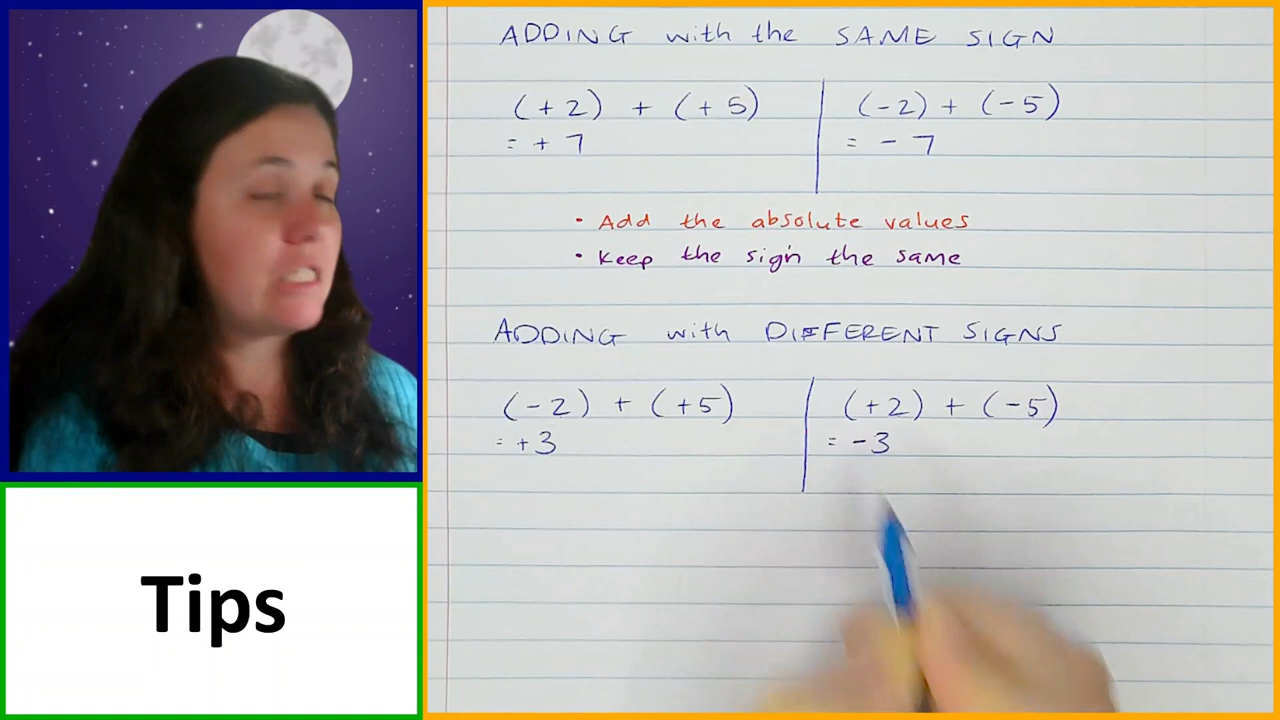 ADDING with the SAME SIGN
(+2) + (+5) | (-2) + (-5)
= +7 = -7
• Add the absolute values
• Keep the sign the same
ADDING with DIFFERENT SIGNS
(-2) + (+5) | (+2) + (-5)
= +3 = -3
Tips